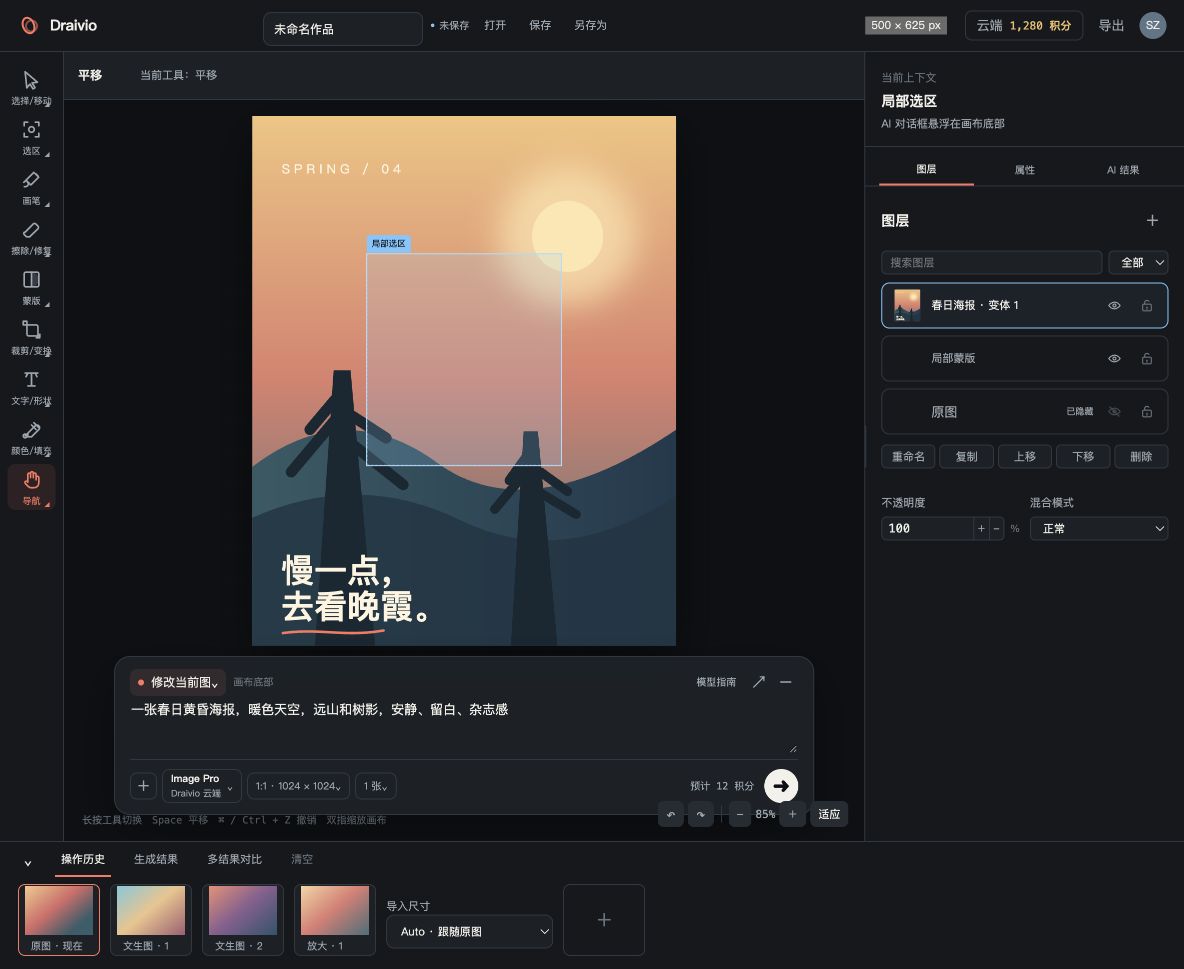 Draivio
未命名作品
未保存
打开
保存
另存为
500 × 625 px
云端 1,280 积分
导出
SZ
选择/移动
选区
画笔
擦除/修复
蒙版
裁剪/变换
文字/形状
颜色/填充
导航
平移
当前工具: 平移
SPRING / 04
局部选区
慢一点，
去看晚霞。
修改当前图
画布底部
模型指南
一张春日黄昏海报，暖色天空，远山和树影，安静、留白、杂志感
Image Pro
Draivio 云端
1:1 · 1024 × 1024
1 张
预计 12 积分
长按工具切换 Space 平移 ⌘ / Ctrl + Z 撤销 双指缩放画布
85%
适应
当前上下文
局部选区
AI 对话框悬浮在画布底部
图层
属性
AI 结果
图层
搜索图层
全部
春日海报 · 变体 1
局部蒙版
原图
已隐藏
重命名
复制
上移
下移
删除
不透明度
混合模式
100
%
正常
操作历史
生成结果
多结果对比
清空
原图 · 现在
文生图 · 1
文生图 · 2
放大 · 1
导入尺寸
Auto · 跟随原图